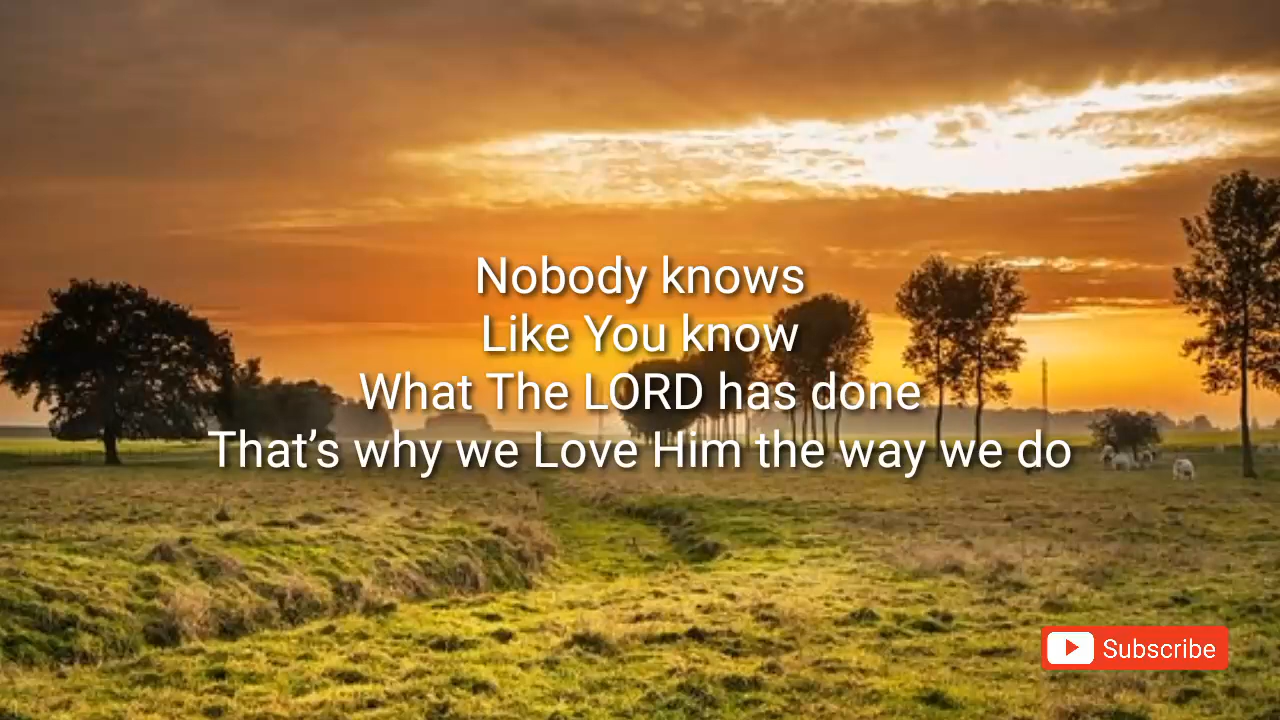 Nobody knows
Like You know
What The LORD has done
That’s why we Love Him the way we do
Subscribe